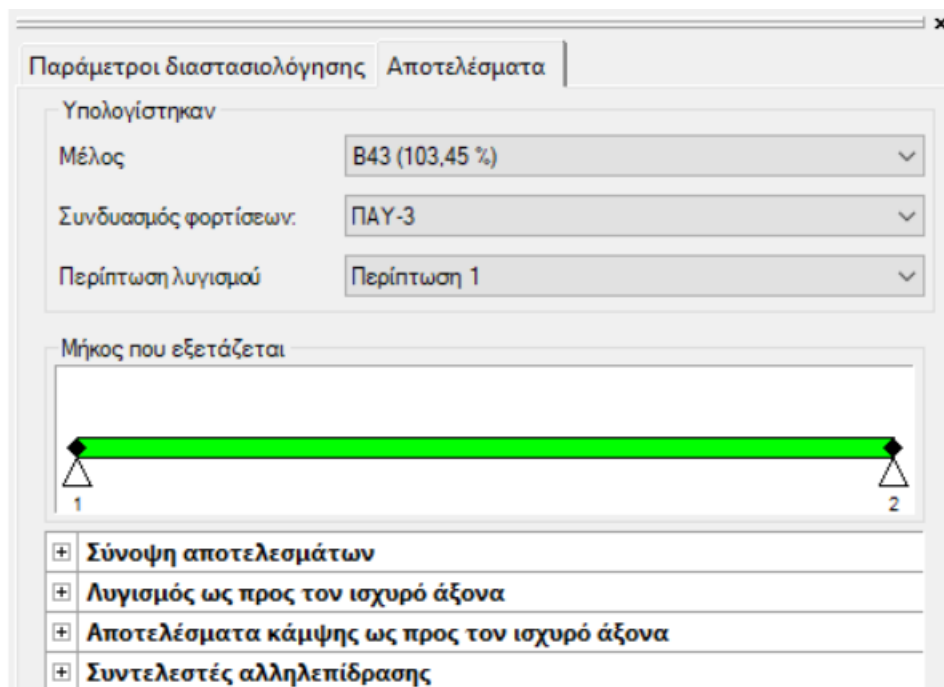 Παράμετροι διαστασιολόγησης Αποτελέσματα
Υπολογίστηκαν
Μέλος B43 (103,45 %)
Συνδυασμός φορτίσεων: ΠΑΥ-3
Περίπτωση λυγισμού Περίπτωση 1
Μήκος που εξετάζεται
1 2
Σύνοψη αποτελεσμάτων
Λυγισμός ως προς τον ισχυρό άξονα
Αποτελέσματα κάμψης ως προς τον ισχυρό άξονα
Συντελεστές αλληλεπίδρασης